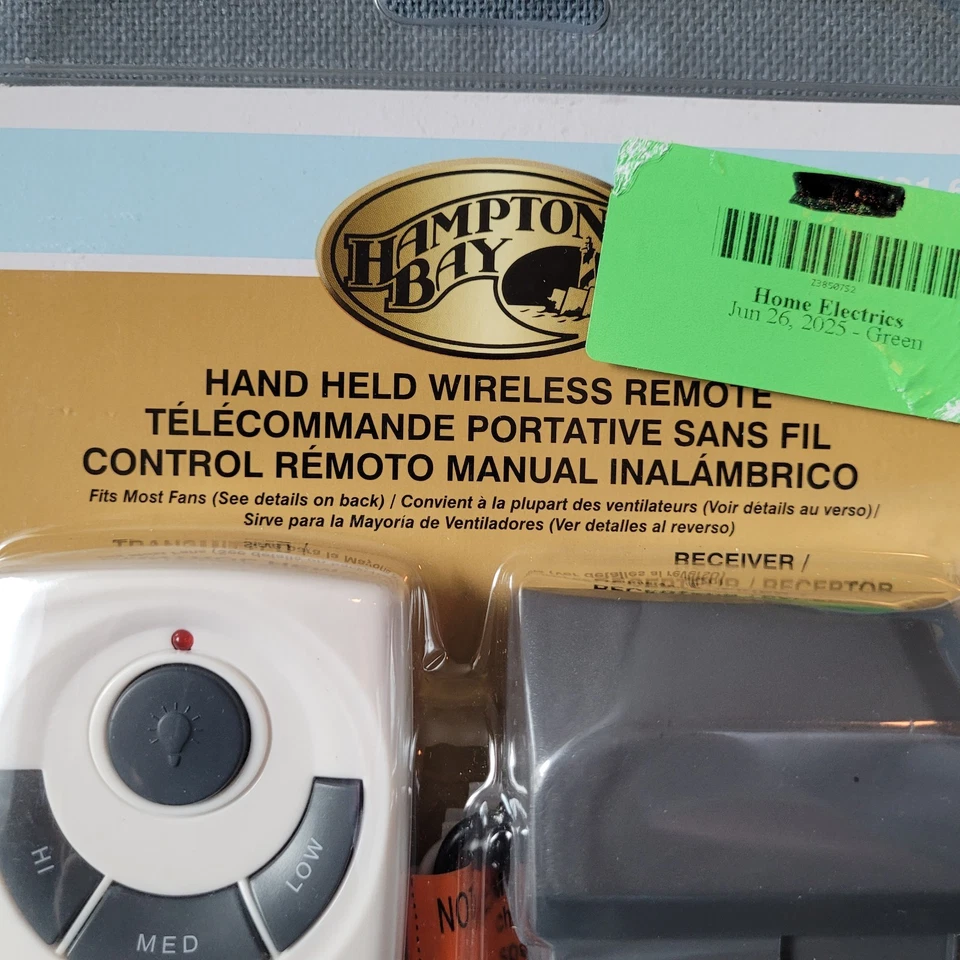 HAMPTON
BAY
23850752
Home Electrics
Jun 26, 2025 - Green
HAND HELD WIRELESS REMOTE
TÉLÉCOMMANDE PORTATIVE SANS FIL
CONTROL RÉMOTO MANUAL INALÁMBRICO
Fits Most Fans (See details on back) / Convient à la plupart des ventilateurs (Voir détails au verso)/
Sirve para la Mayoría de Ventiladores (Ver detalles al reverso)
RECEIVER /
/ RECEPTOR
HI
MED
LOW